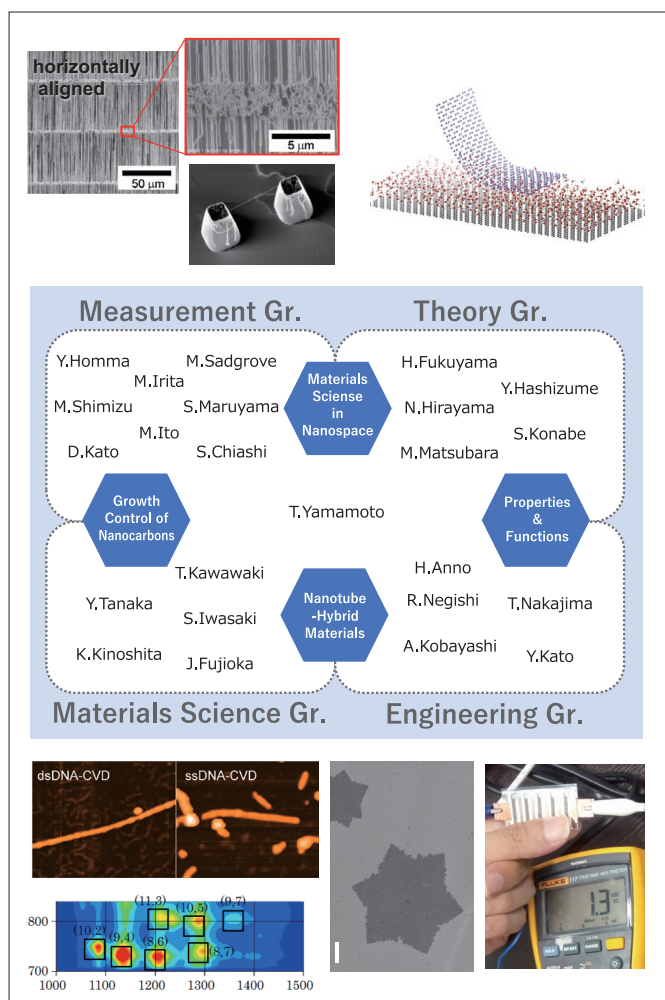 horizontally
aligned
50 μm
5 μm
Measurement Gr.
Theory Gr.
Y.Homma
M.Sadgrove
M.Irita
M.Shimizu
S.Maruyama
M.Ito
D.Kato
S.Chiashi
Materials
Sciense
in
Nanospace
H.Fukuyama
Y.Hashizume
N.Hirayama
S.Konabe
M.Matsubara
Growth
Control of
Nanocarbons
T.Yamamoto
Properties
&
Functions
T.Kawawaki
Y.Tanaka
S.Iwasaki
K.Kinoshita
J.Fujioka
Nanotube
-Hybrid
Materials
H.Anno
R.Negishi
T.Nakajima
A.Kobayashi
Y.Kato
Materials Science Gr.
Engineering Gr.
dsDNA-CVD
ssDNA-CVD
(11,3)
(10,5)
(9,7)
800
(10,2)
(9,4)
(8,6)
(8,7)
700
1000
1100
1200
1300
1400
1500
FLUKE
117 TRUE RMS MULTIMETER
1.3